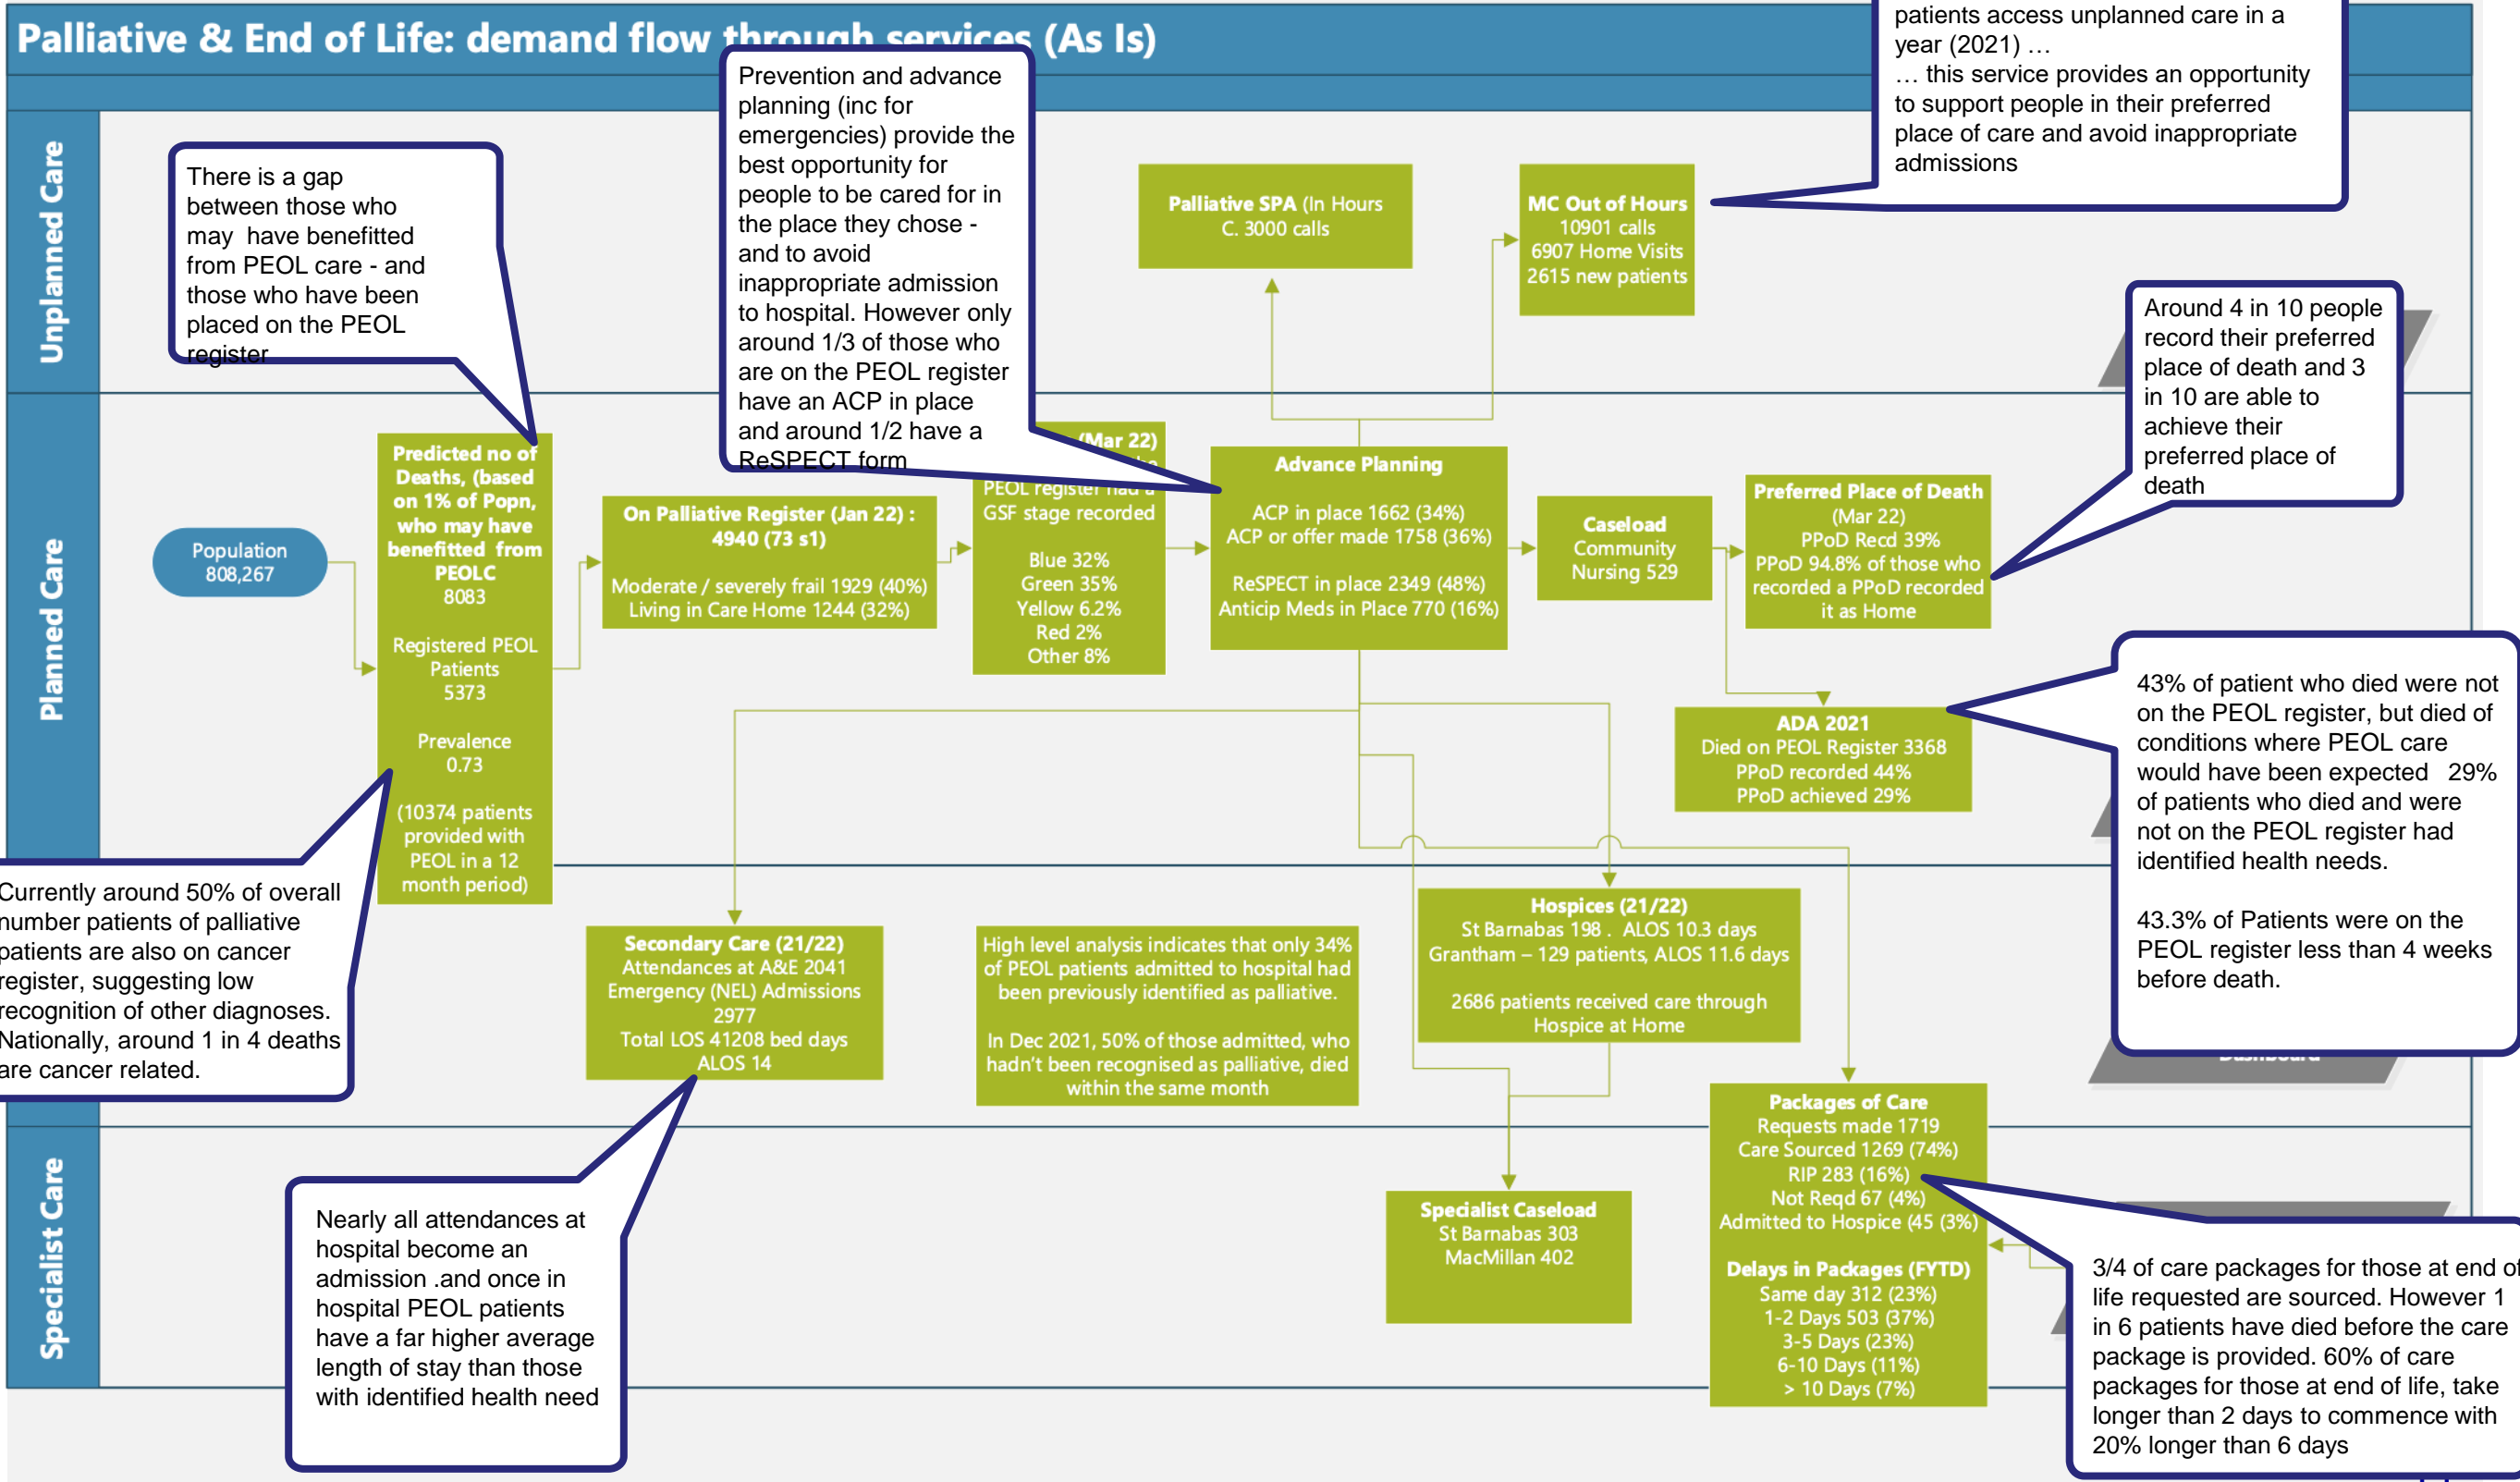 Palliative & End of Life: demand flow through services (As Is)
patients access unplanned care in a
year (2021) …
… this service provides an opportunity
to support people in their preferred
place of care and avoid inappropriate
admissions
Unplanned Care
There is a gap
between those who
may have benefitted
from PEOL care - and
those who have been
placed on the PEOL
register
Prevention and advance
planning (inc for
emergencies) provide the
best opportunity for
people to be cared for in
the place they chose -
and to avoid
inappropriate admission
to hospital. However only
around 1/3 of those who
are on the PEOL register
have an ACP in place
and around 1/2 have a
ReSPECT form
Palliative SPA (In Hours
C. 3000 calls
MC Out of Hours
10901 calls
6907 Home Visits
2615 new patients
Around 4 in 10 people
record their preferred
place of death and 3
in 10 are able to
achieve their
preferred place of
death
Planned Care
Population
808,267
Predicted no of
Deaths, (based
on 1% of Popn,
who may have
benefitted from
PEOLC
8083
Registered PEOL
Patients
5373
Prevalence
0.73
(10374 patients
provided with
PEOL in a 12
month period)
On Palliative Register (Jan 22) :
4940 (73 s1)
Moderate / severely frail 1929 (40%)
Living in Care Home 1244 (32%)
(Mar 22)
PEOL register had a
GSF stage recorded
Blue 32%
Green 35%
Yellow 6.2%
Red 2%
Other 8%
Advance Planning
ACP in place 1662 (34%)
ACP or offer made 1758 (36%)
ReSPECT in place 2349 (48%)
Anticip Meds in Place 770 (16%)
Caseload
Community
Nursing 529
Preferred Place of Death
(Mar 22)
PPoD Recd 39%
PPoD 94.8% of those who
recorded a PPoD recorded
it as Home
ADA 2021
Died on PEOL Register 3368
PPoD recorded 44%
PPoD achieved 29%
43% of patient who died were not
on the PEOL register, but died of
conditions where PEOL care
would have been expected 29%
of patients who died and were
not on the PEOL register had
identified health needs.
43.3% of Patients were on the
PEOL register less than 4 weeks
before death.
Currently around 50% of overall
number patients of palliative
patients are also on cancer
register, suggesting low
recognition of other diagnoses.
Nationally, around 1 in 4 deaths
are cancer related.
Secondary Care (21/22)
Attendances at A&E 2041
Emergency (NEL) Admissions
2977
Total LOS 41208 bed days
ALOS 14
High level analysis indicates that only 34%
of PEOL patients admitted to hospital had
been previously identified as palliative.
In Dec 2021, 50% of those admitted, who
hadn't been recognised as palliative, died
within the same month
Hospices (21/22)
St Barnabas 198 . ALOS 10.3 days
Grantham – 129 patients, ALOS 11.6 days
2686 patients received care through
Hospice at Home
Dashboard
Specialist Care
Nearly all attendances at
hospital become an
admission .and once in
hospital PEOL patients
have a far higher average
length of stay than those
with identified health need
Specialist Caseload
St Barnabas 303
MacMillan 402
Packages of Care
Requests made 1719
Care Sourced 1269 (74%)
RIP 283 (16%)
Not Reqd 67 (4%)
Admitted to Hospice (45 (3%)
Delays in Packages (FYTD)
Same day 312 (23%)
1-2 Days 503 (37%)
3-5 Days (23%)
6-10 Days (11%)
> 10 Days (7%)
3/4 of care packages for those at end of
life requested are sourced. However 1
in 6 patients have died before the care
package is provided. 60% of care
packages for those at end of life, take
longer than 2 days to commence with
20% longer than 6 days